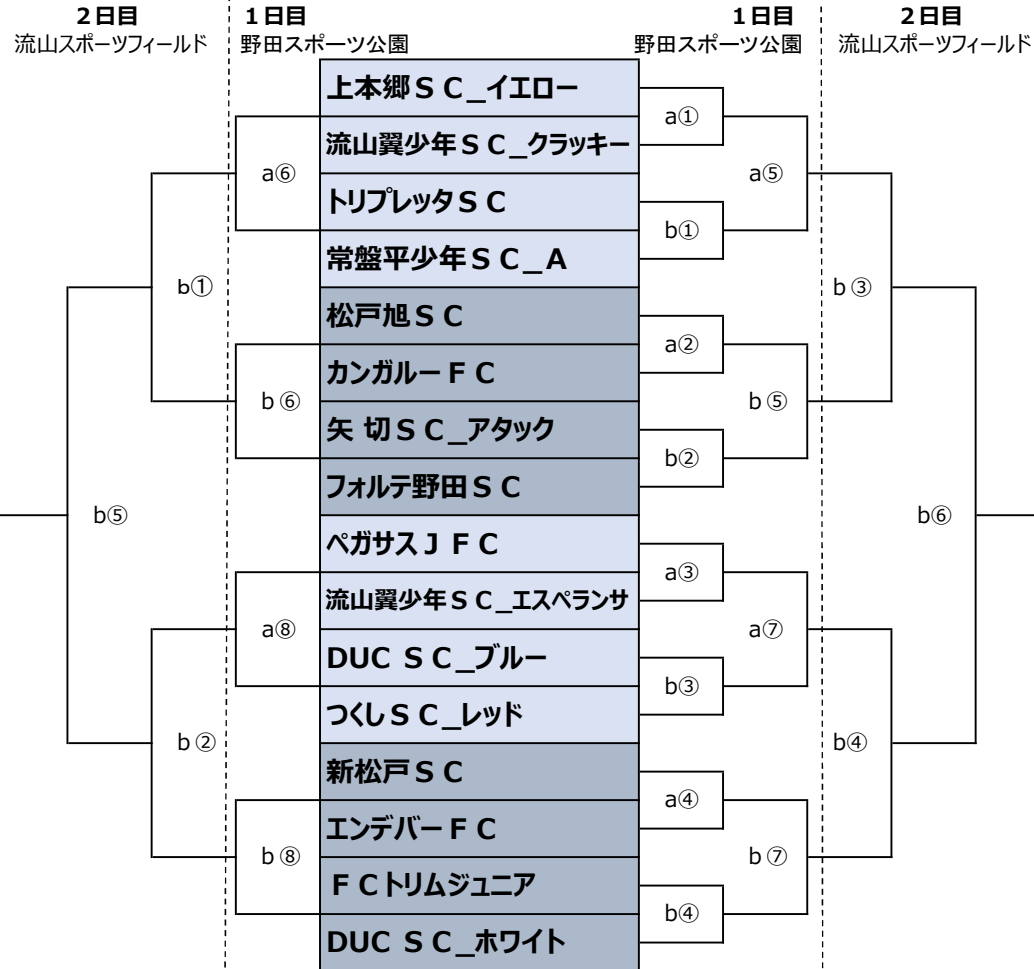 2日目 1日目 1日目 2日目
流山スポーツフィールド 野田スポーツ公園 野田スポーツ公園 流山スポーツフィールド
上本郷ＳＣ_イエロー
a①
流山翼少年ＳＣ_クラッキー
a⑥ a⑤
トリプレッタＳＣ
b①
常盤平少年ＳＣ_A
b① b③
松戸旭ＳＣ
a②
カンガルーＦＣ
b⑥ b⑤
矢 切ＳＣ_アタック
b②
フォルテ野田ＳＣ
b⑤ b⑥
ペガサスＪＦＣ
a③
流山翼少年ＳＣ_エスペランサ
a⑧ a⑦
DUC ＳＣ_ブルー
b③
つくしＳＣ_レッド
b② b④
新松戸ＳＣ
a④
エンデバーＦＣ
b⑧ b⑦
ＦＣトリムジュニア
b④
DUC ＳＣ_ホワイト